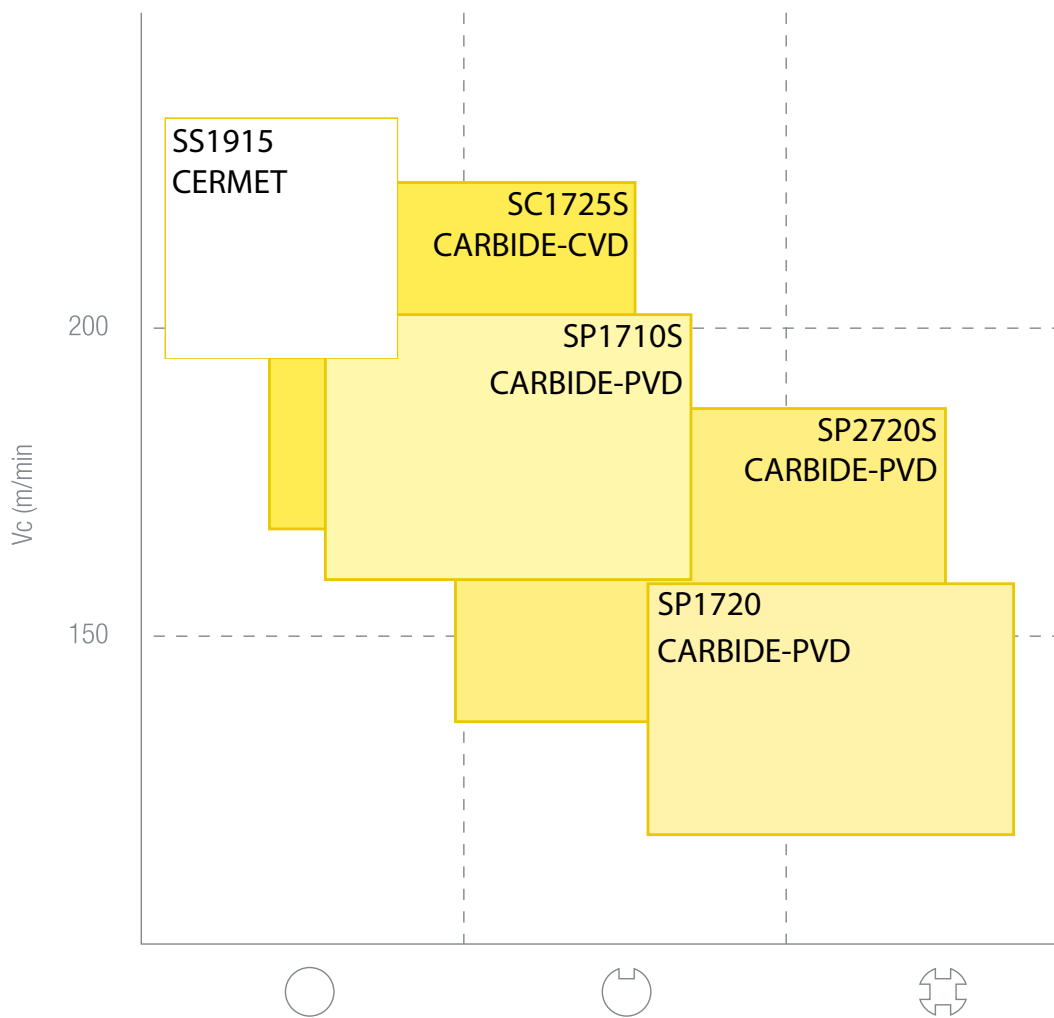 SS1915
CERMET
SC1725S
CARBIDE-CVD
200
SP1710S
CARBIDE-PVD
SP2720S
CARBIDE-PVD
Vc (m/min
150
SP1720
CARBIDE-PVD